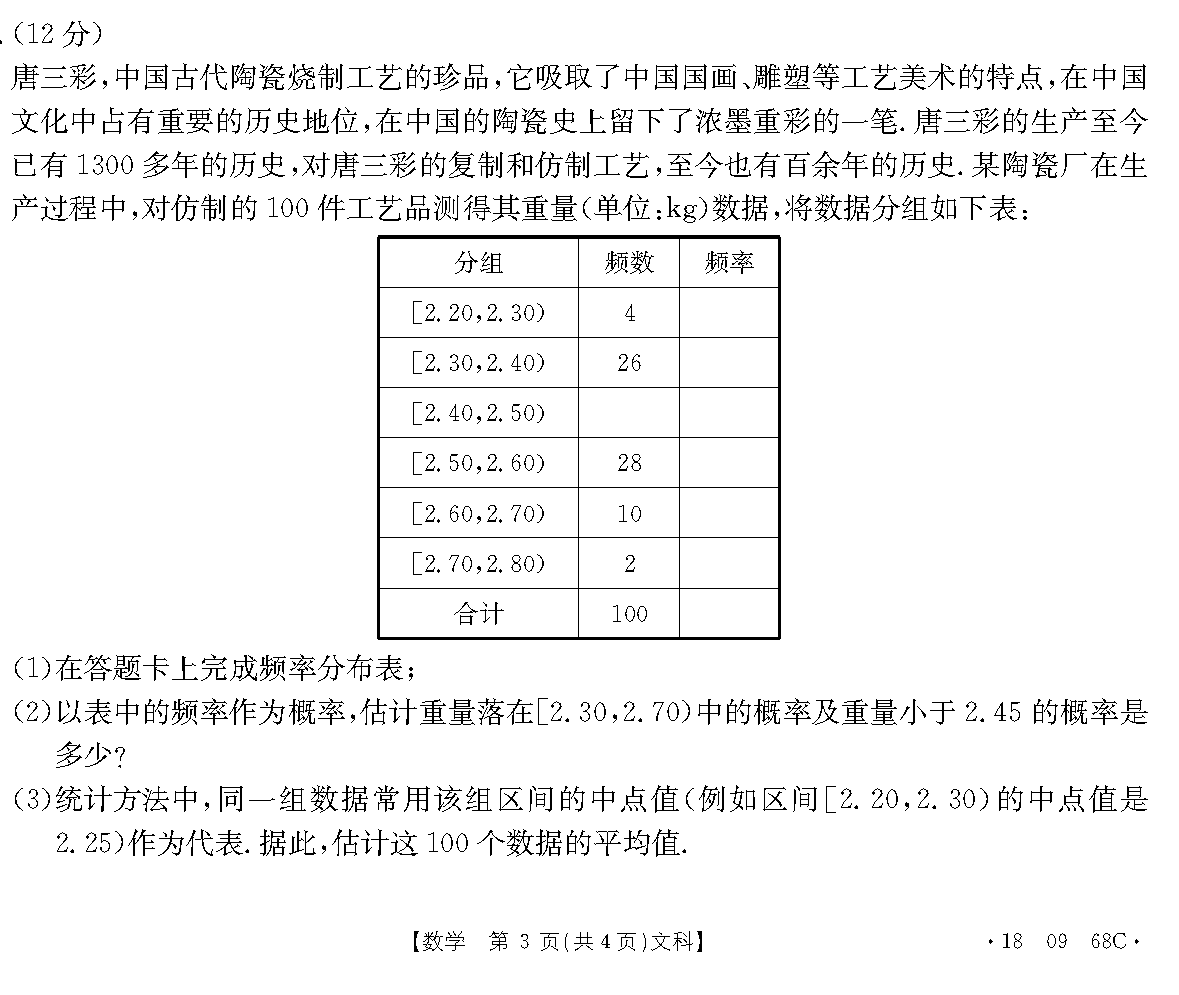 .(12分)
唐三彩,中国古代陶瓷烧制工艺的珍品,它吸取了中国国画、雕塑等工艺美术的特点,在中国
文化中占有重要的历史地位,在中国的陶瓷史上留下了浓墨重彩的一笔.唐三彩的生产至今
已有1300多年的历史,对唐三彩的复制和仿制工艺,至今也有百余年的历史.某陶瓷厂在生
产过程中,对仿制的100件工艺品测得其重量(单位:kg)数据,将数据分组如下表:
分组 频数 频率
[2.20,2.30) 4
[2.30,2.40) 26
[2.40,2.50)
[2.50,2.60) 28
[2.60,2.70) 10
[2.70,2.80) 2
合计 100
(1)在答题卡上完成频率分布表;
(2)以表中的频率作为概率,估计重量落在[2.30,2.70)中的概率及重量小于2.45的概率是
多少?
(3)统计方法中,同一组数据常用该组区间的中点值(例如区间[2.20,2.30)的中点值是
2.25)作为代表.据此,估计这100个数据的平均值.
【数学 第3页(共4页)文科】 ·18 09 68C·